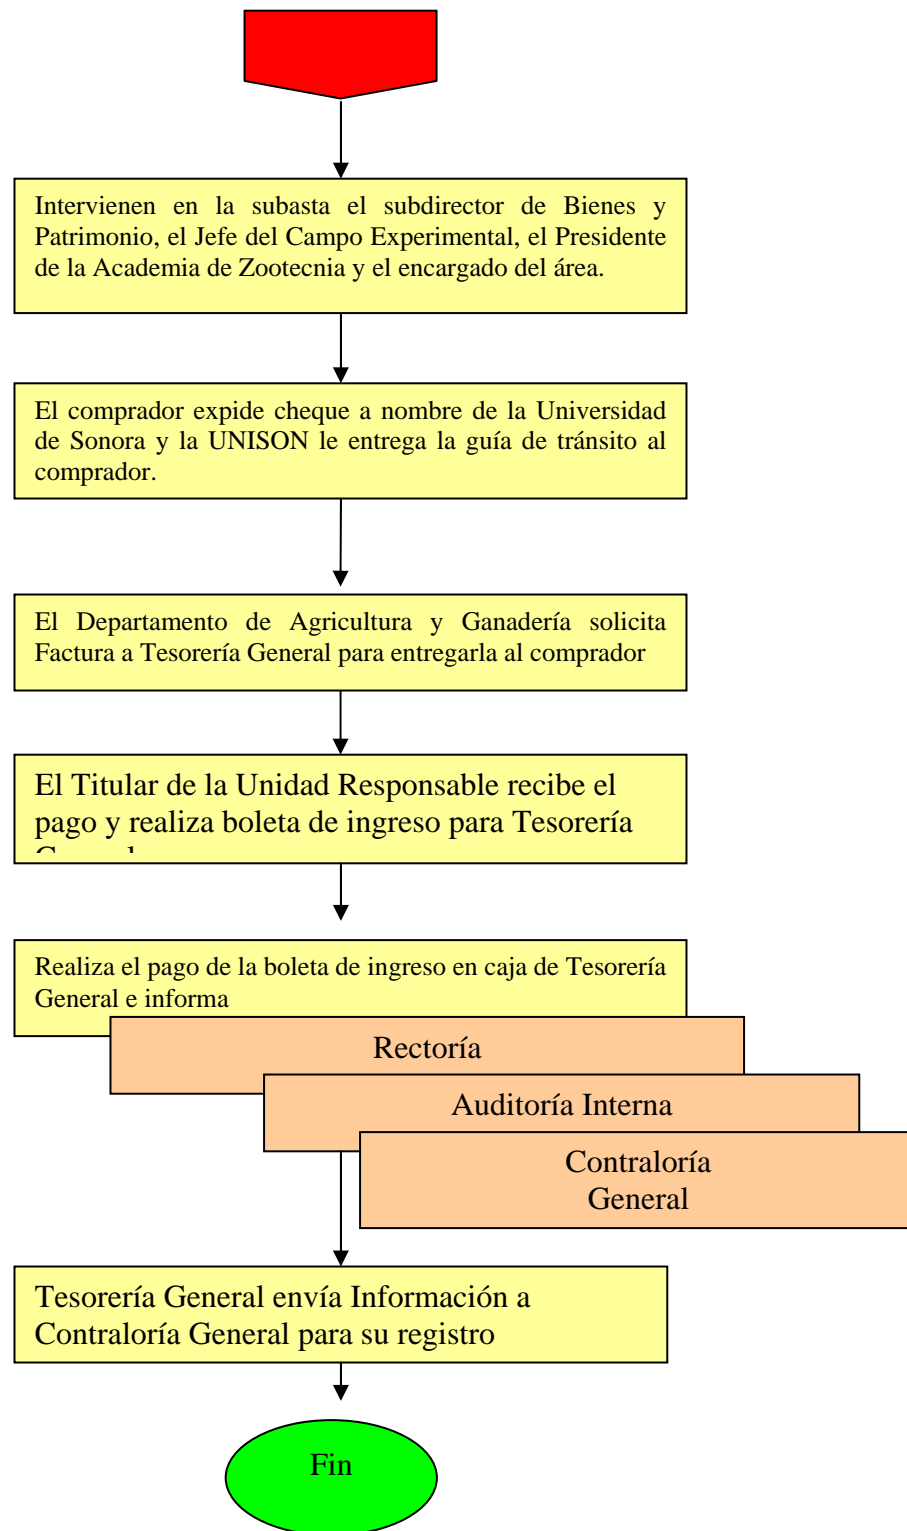 Intervienen en la subasta el subdirector de Bienes y
Patrimonio, el Jefe del Campo Experimental, el Presidente
de la Academia de Zootecnia y el encargado del área.
El comprador expide cheque a nombre de la Universidad
de Sonora y la UNISON le entrega la guía de tránsito al
comprador.
El Departamento de Agricultura y Ganadería solicita
Factura a Tesorería General para entregarla al comprador
El Titular de la Unidad Responsable recibe el
pago y realiza boleta de ingreso para Tesorería
Realiza el pago de la boleta de ingreso en caja de Tesorería
General e informa
Rectoría
Auditoría Interna
Contraloría
General
Tesorería General envía Información a
Contraloría General para su registro
Fin